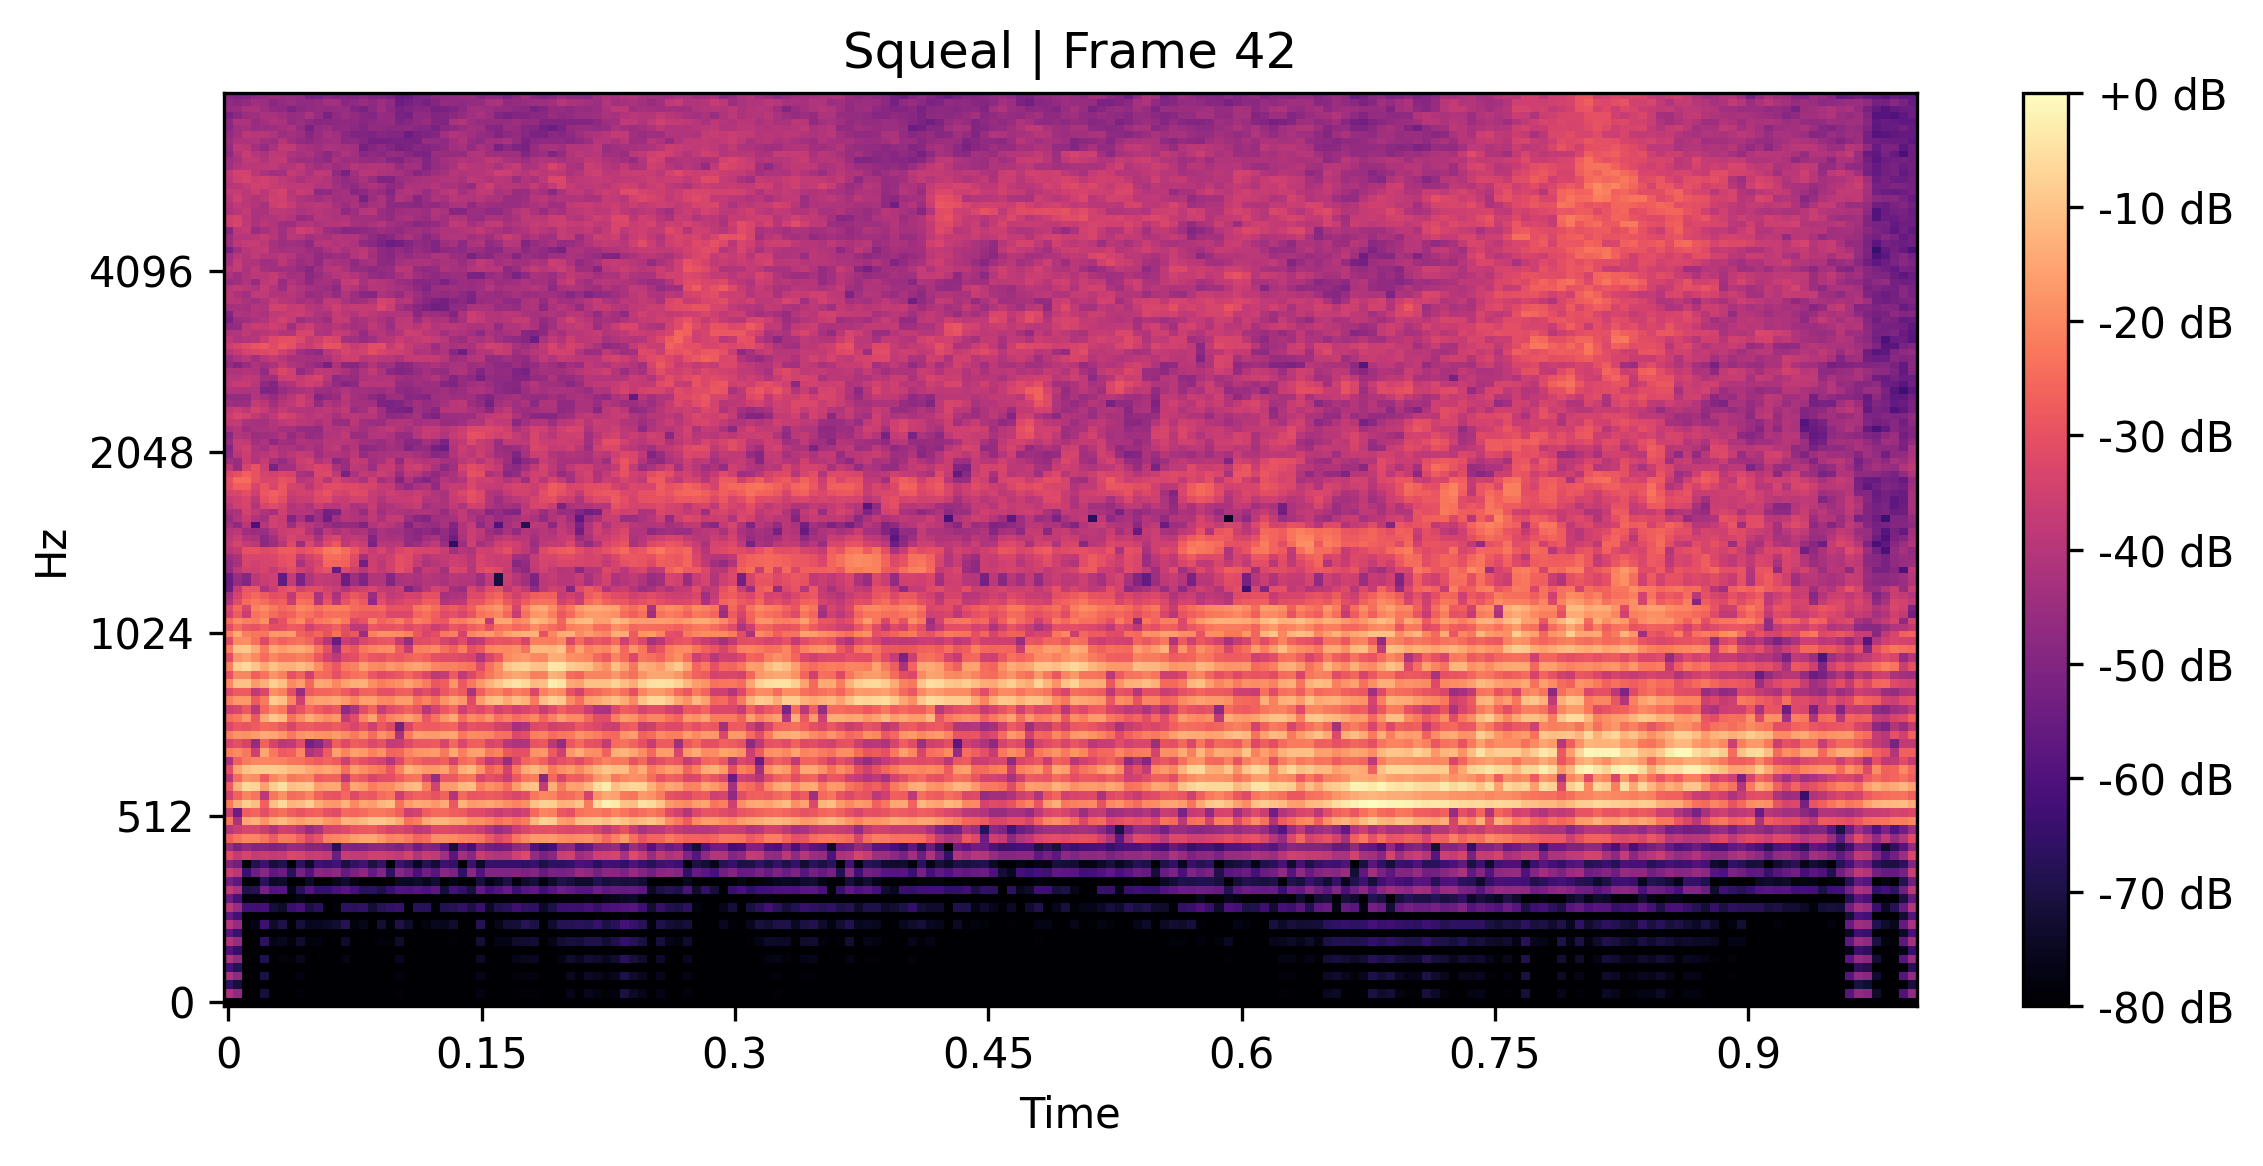 Squeal | Frame 42
+0 dB
-10 dB
-20 dB
-30 dB
-40 dB
-50 dB
-60 dB
-70 dB
-80 dB
Hz
4096
2048
1024
512
0
0 0.15 0.3 0.45 0.6 0.75 0.9
Time